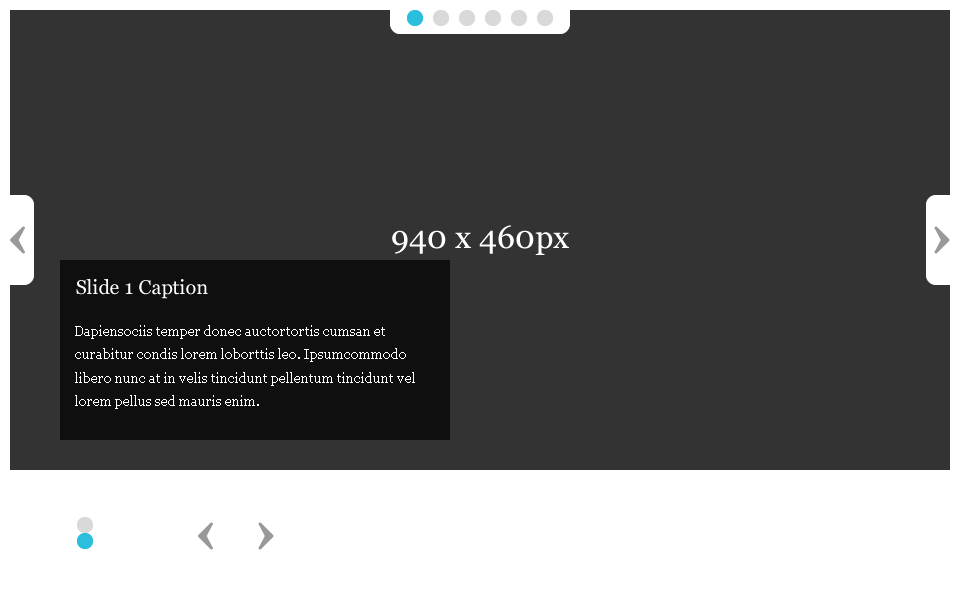 940 x 460px
Slide 1 Caption
Dapiensociis temper donec auctortortis cumsan et
curabitur condis lorem loborttis leo. Ipsumcommodo
libero nunc at in velis tincidunt pellentum tincidunt vel
lorem pellus sed mauris enim.